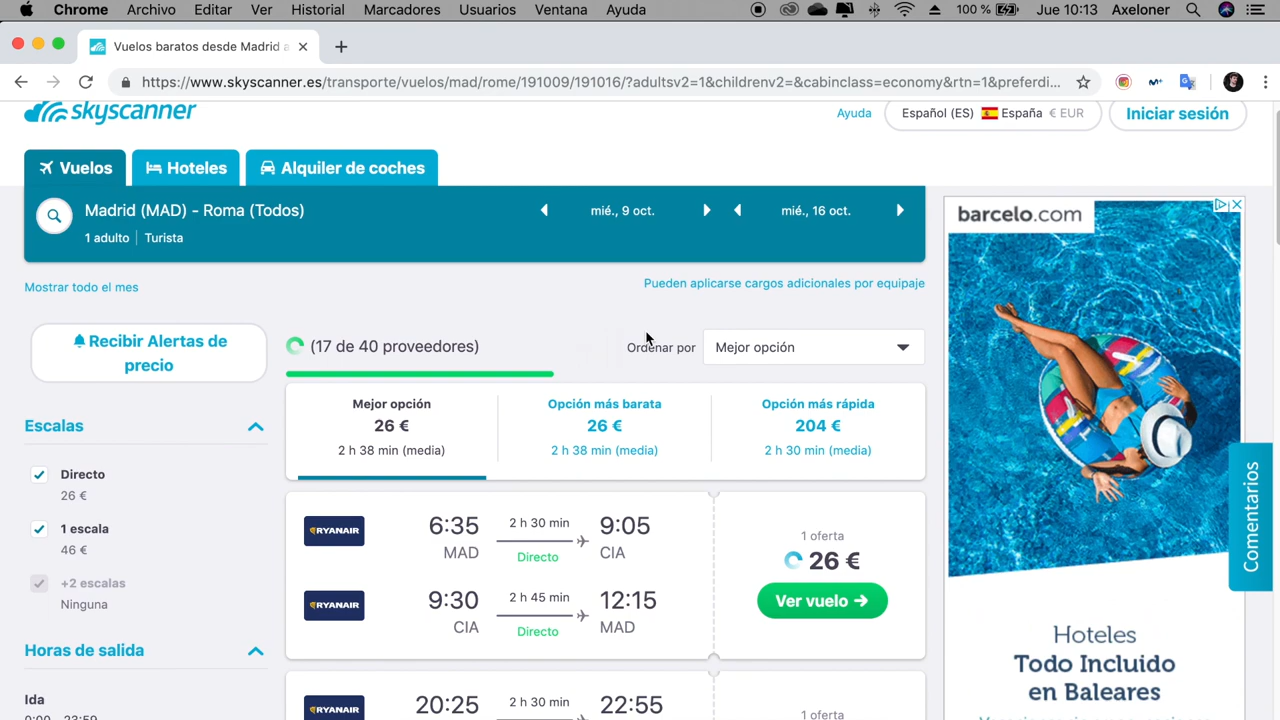 Chrome Archivo Editar Ver Historial Marcadores Usuarios Ventana Ayuda 100 % Jue 10:13 Axeloner
Vuelos baratos desde Madrid a
https://www.skyscanner.es/transporte/vuelos/mad/rome/191009/191016/?adultsv2=1&childrenv2=&cabinclass=economy&rtn=1&preferdi...
skyscanner
Ayuda Español (ES) España € EUR Iniciar sesión
Vuelos Hoteles Alquiler de coches
Madrid (MAD) - Roma (Todos) mié., 9 oct. mié., 16 oct.
1 adulto Turista
Mostrar todo el mes Pueden aplicarse cargos adicionales por equipaje
Recibir Alertas de
precio
(17 de 40 proveedores) Ordenar por Mejor opción
Mejor opción Opción más barata Opción más rápida
26 € 26 € 204 €
2 h 38 min (media) 2 h 38 min (media) 2 h 30 min (media)
Escalas
Directo
26 €
1 escala
46 €
+2 escalas
Ninguna
Horas de salida
Ida
0:00 - 23:59
RYANAIR 6:35 2 h 30 min 9:05
MAD Directo CIA
RYANAIR 9:30 2 h 45 min 12:15
CIA Directo MAD
1 oferta
26 €
Ver vuelo
RYANAIR 20:25 2 h 30 min 22:55
1 oferta
barcelo.com
Comentarios
Hoteles
Todo Incluido
en Baleares